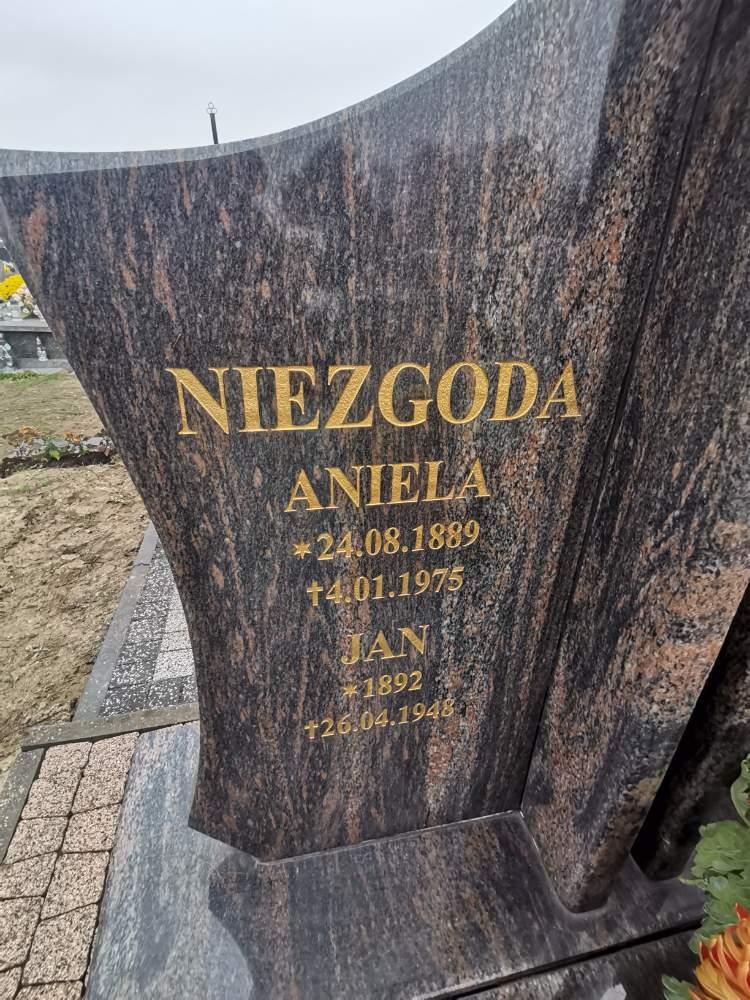 NIEZGODA
ANIELA
*24.08.1889
†4.01.1975
JAN
*1892
†26.04.1948